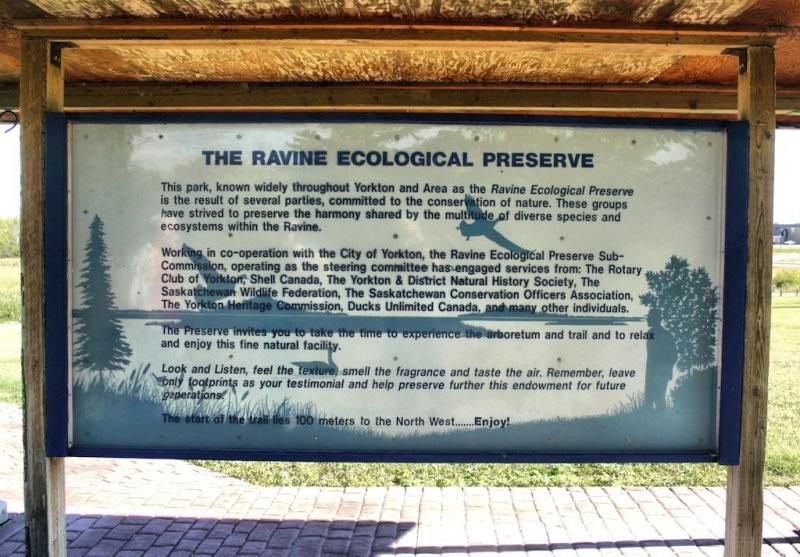 THE RAVINE ECOLOGICAL PRESERVE
This park, known widely throughout Yorkton and Area as the Ravine Ecological Preserve
is the result of several parties, committed to the conservation of nature. These groups
have strived to preserve the harmony shared by the multitude of diverse species and
ecosystems within the Ravine.
Working in co-operation with the City of Yorkton, the Ravine Ecological Preserve Sub-
Commission, operating as the steering committee has engaged services from: The Rotary
Club of Yorkton, Shell Canada, The Yorkton & District Natural History Society, The
Saskatchewan Wildlife Federation, The Saskatchewan Conservation Officers Association,
The Yorkton Heritage Commission, Ducks Unlimited Canada, and many other individuals.
The Preserve invites you to take the time to experience the arboretum and trail and to relax
and enjoy this fine natural facility.
Look and Listen, feel the texture, smell the fragrance and taste the air. Remember, leave
only footprints as your testimonial and help preserve further this endowment for future
generations.
The start of the trail lies 100 meters to the North West.......Enjoy!